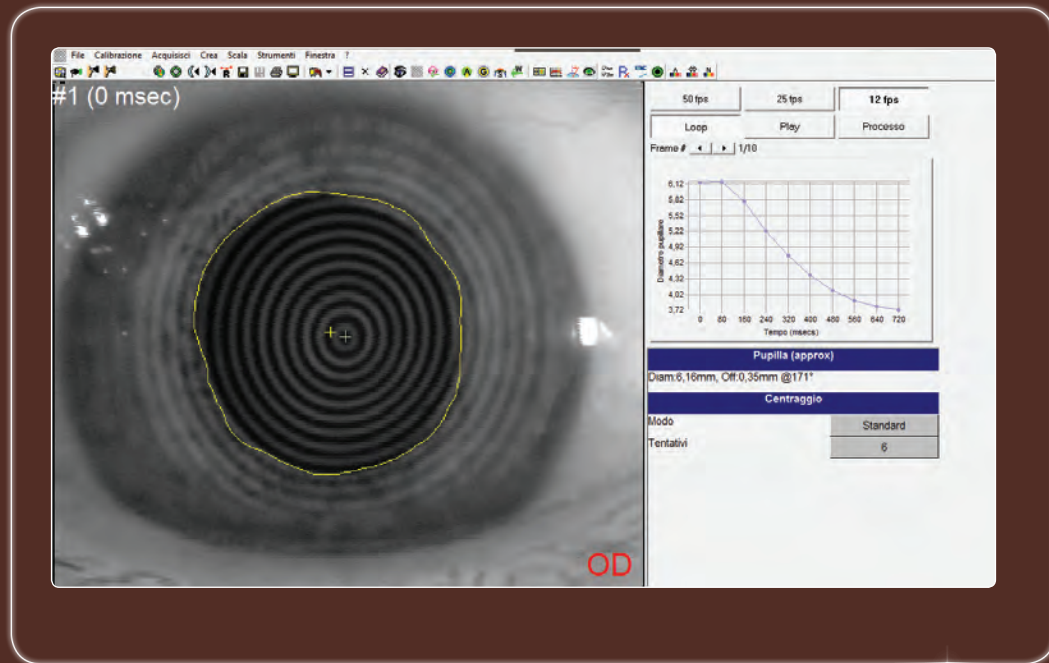 File Calibrazione Acquisisci Crea Scala Strumenti Finestra ?
#1 (0 msec)
OD
50 fps 25 fps 12 fps
Loop Play Processo
Frame # 1/10
Diametro pupillare
6,12
5,82
5,52
5,22
4,92
4,62
4,32
4,02
3,72
0 80 160 240 320 400 480 560 640 720
Tempo (msecs)
Pupilla (approx)
Diam:6,16mm, Off:0,35mm @171°
Centraggio
Modo Standard
Tentativi 6